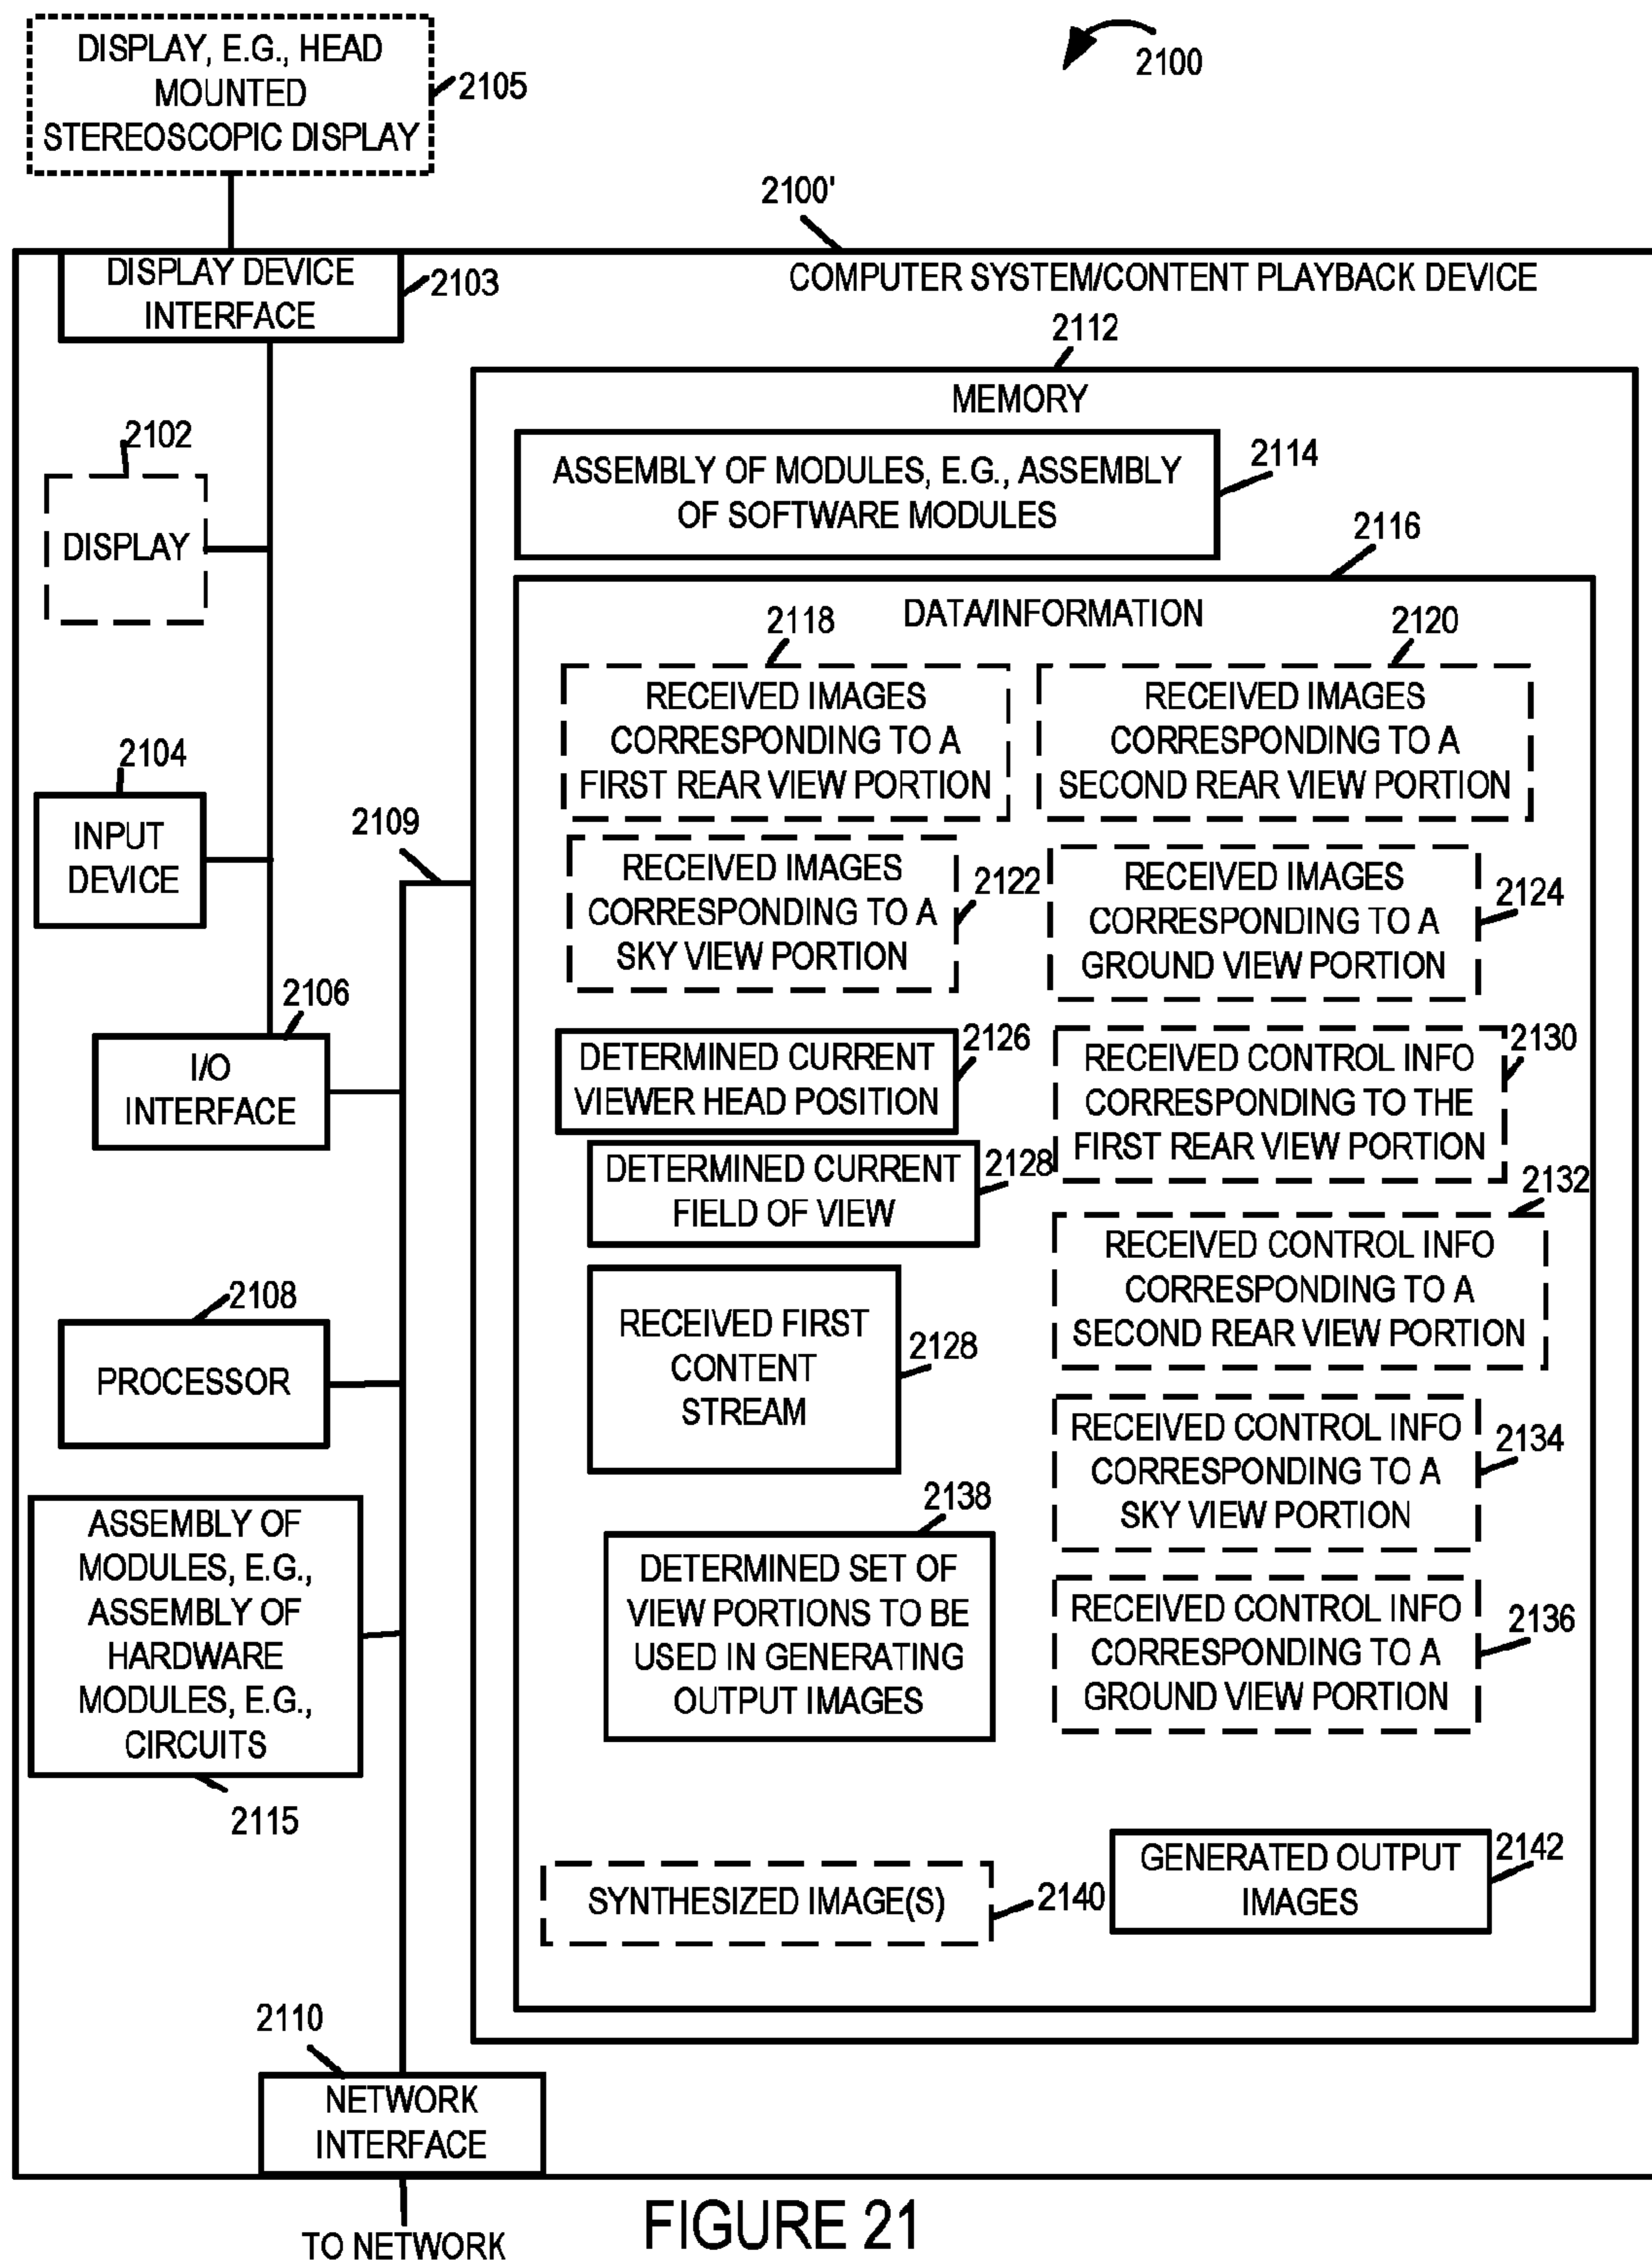 DISPLAY, E.G., HEAD
MOUNTED
STEREOSCOPIC DISPLAY
2105
2100
2100'
DISPLAY DEVICE
INTERFACE
2103
COMPUTER SYSTEM/CONTENT PLAYBACK DEVICE
2112
MEMORY
2102
DISPLAY
ASSEMBLY OF MODULES, E.G., ASSEMBLY
OF SOFTWARE MODULES
2114
2116
DATA/INFORMATION
2118
RECEIVED IMAGES
CORRESPONDING TO A
FIRST REAR VIEW PORTION
2120
RECEIVED IMAGES
CORRESPONDING TO A
SECOND REAR VIEW PORTION
2104
INPUT
DEVICE
2109
RECEIVED IMAGES
CORRESPONDING TO A
SKY VIEW PORTION
2122
RECEIVED IMAGES
CORRESPONDING TO A
GROUND VIEW PORTION
2124
2106
I/O
INTERFACE
DETERMINED CURRENT
VIEWER HEAD POSITION
2126
RECEIVED CONTROL INFO
CORRESPONDING TO THE
FIRST REAR VIEW PORTION
2130
DETERMINED CURRENT
FIELD OF VIEW
2128
2132
RECEIVED CONTROL INFO
CORRESPONDING TO A
SECOND REAR VIEW PORTION
2108
PROCESSOR
RECEIVED FIRST
CONTENT
STREAM
2128
RECEIVED CONTROL INFO
CORRESPONDING TO A
SKY VIEW PORTION
2134
ASSEMBLY OF
MODULES, E.G.,
ASSEMBLY OF
HARDWARE
MODULES, E.G.,
CIRCUITS
2115
2138
DETERMINED SET OF
VIEW PORTIONS TO BE
USED IN GENERATING
OUTPUT IMAGES
RECEIVED CONTROL INFO
CORRESPONDING TO A
GROUND VIEW PORTION
2136
SYNTHESIZED IMAGE(S)
2140
GENERATED OUTPUT
IMAGES
2142
2110
NETWORK
INTERFACE
TO NETWORK
FIGURE 21